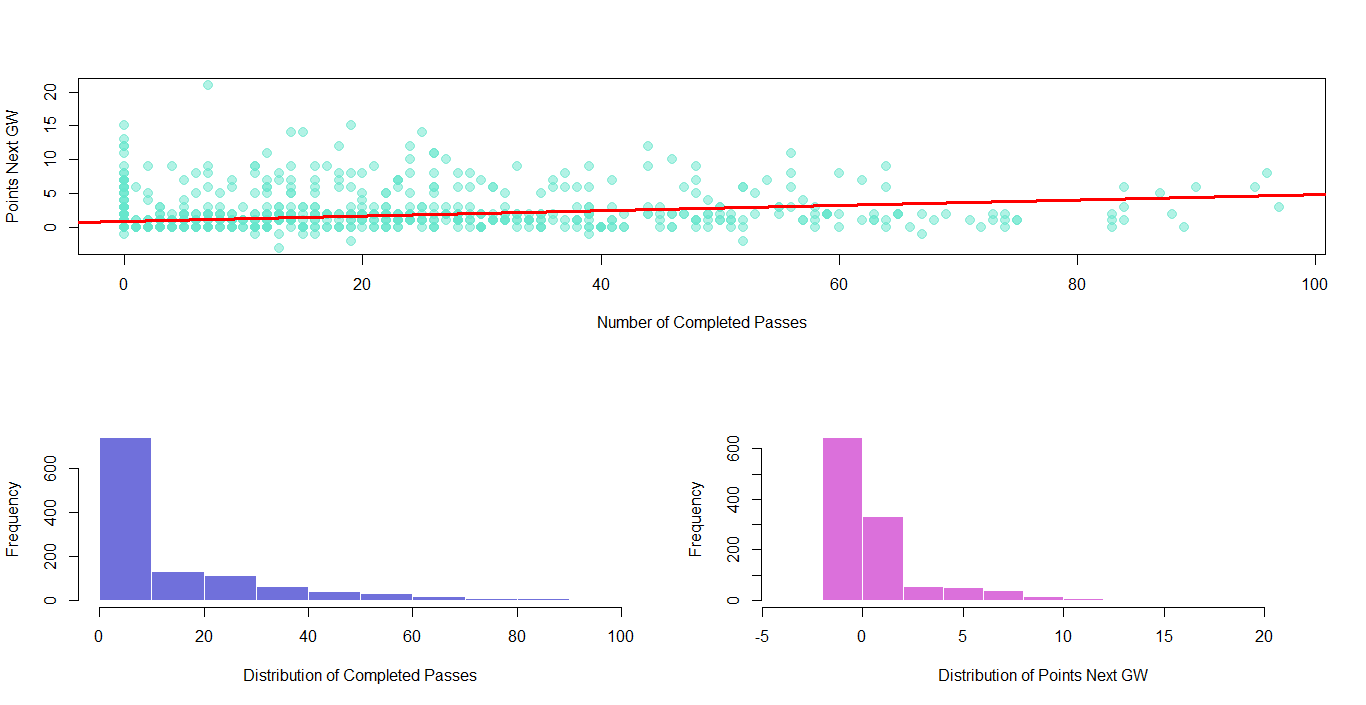 Points Next GW
20
15
10
5
0
0 20 40 60 80 100
Number of Completed Passes
Frequency
600
400
200
0
0 20 40 60 80 100
Distribution of Completed Passes
Frequency
600
400
200
0
-5 0 5 10 15 20
Distribution of Points Next GW